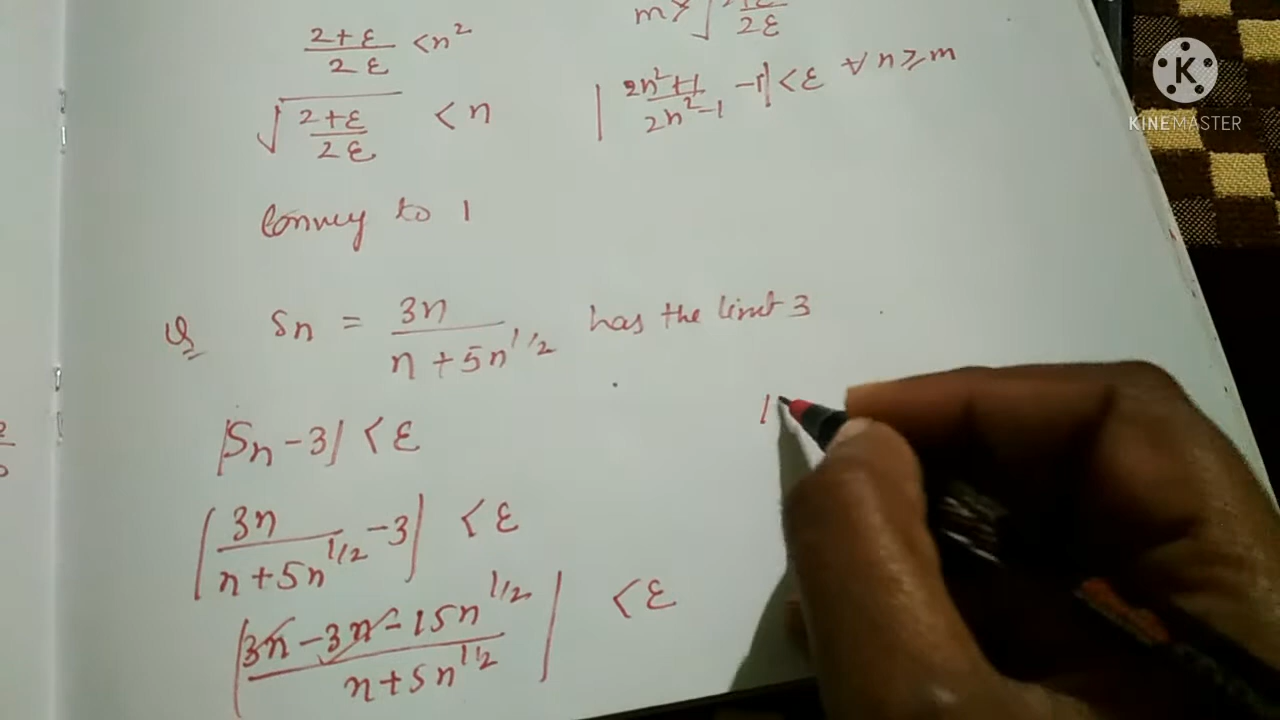 2+ε/2ε <n²
m> √2+ε/2ε
√2+ε/2ε < n
|2n²+1/2n²-1 -1|<ε ∀ n≥m
K
KINEMASTER
to 1
Q Sn = 3n/n+5n^1/2 has the limit 3
|Sn-3| <ε
|3n/n+5n^1/2 -3| <ε
|3n-3n-15n^1/2/n+5n^1/2| <ε